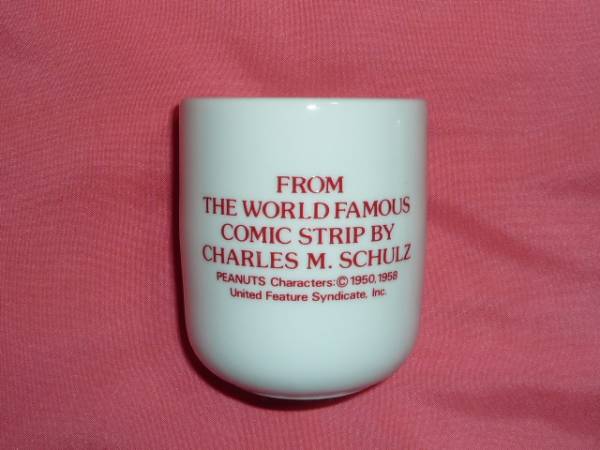 FROM
THE WORLD FAMOUS
COMIC STRIP BY
CHARLES M. SCHULZ
PEANUTS Characters:© 1950, 1958
United Feature Syndicate, Inc.